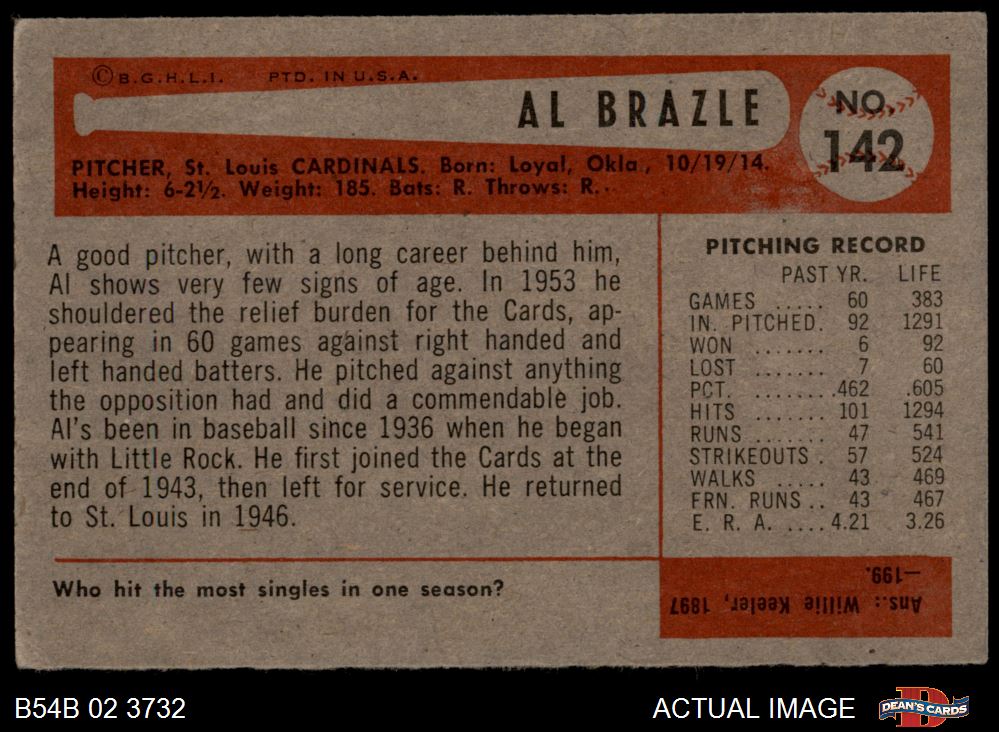 © B.G.H.L.I. PTD. IN U.S.A.
AL BRAZLE
NO.
142
PITCHER, St. Louis CARDINALS. Born: Loyal, Okla., 10/19/14.
Height: 6-2½. Weight: 185. Bats: R. Throws: R.
A good pitcher, with a long career behind him,
Al shows very few signs of age. In 1953 he
shouldered the relief burden for the Cards, ap-
pearing in 60 games against right handed and
left handed batters. He pitched against anything
the opposition had and did a commendable job.
Al's been in baseball since 1936 when he began
with Little Rock. He first joined the Cards at the
end of 1943, then left for service. He returned
to St. Louis in 1946.
PITCHING RECORD
PAST YR. LIFE
GAMES ..... 60 383
IN. PITCHED. 92 1291
WON ....... 6 92
LOST ....... 7 60
PCT. ....... .462 .605
HITS ....... 101 1294
RUNS ....... 47 541
STRIKEOUTS . 57 524
WALKS ..... 43 469
ERN. RUNS .. 43 467
E. R. A. .... 4.21 3.26
Who hit the most singles in one season?
Ans.: Willie Keeler, 1897
—199.
B54B 02 3732
ACTUAL IMAGE
D
DEAN'S CARDS